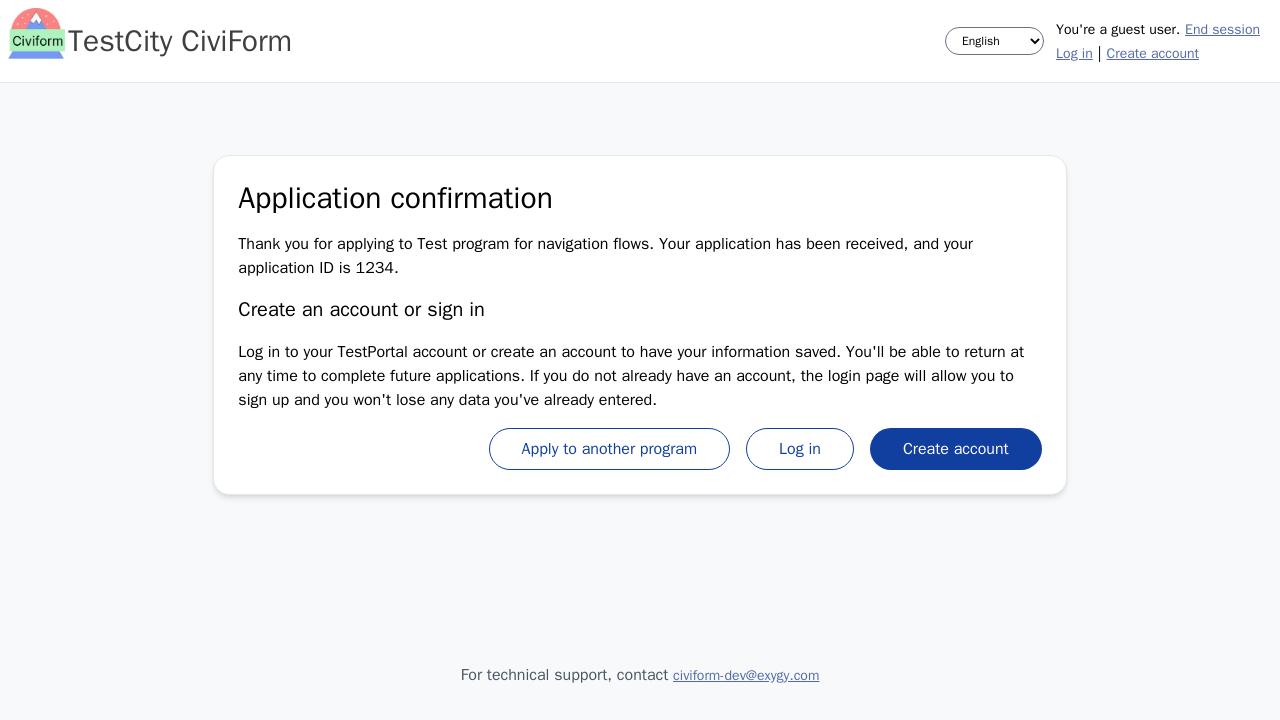 Civiform
TestCity CiviForm
English
You're a guest user. End session
Log in | Create account
Application confirmation
Thank you for applying to Test program for navigation flows. Your application has been received, and your
application ID is 1234.
Create an account or sign in
Log in to your TestPortal account or create an account to have your information saved. You'll be able to return at
any time to complete future applications. If you do not already have an account, the login page will allow you to
sign up and you won't lose any data you've already entered.
Apply to another program
Log in
Create account
For technical support, contact civiform-dev@exygy.com